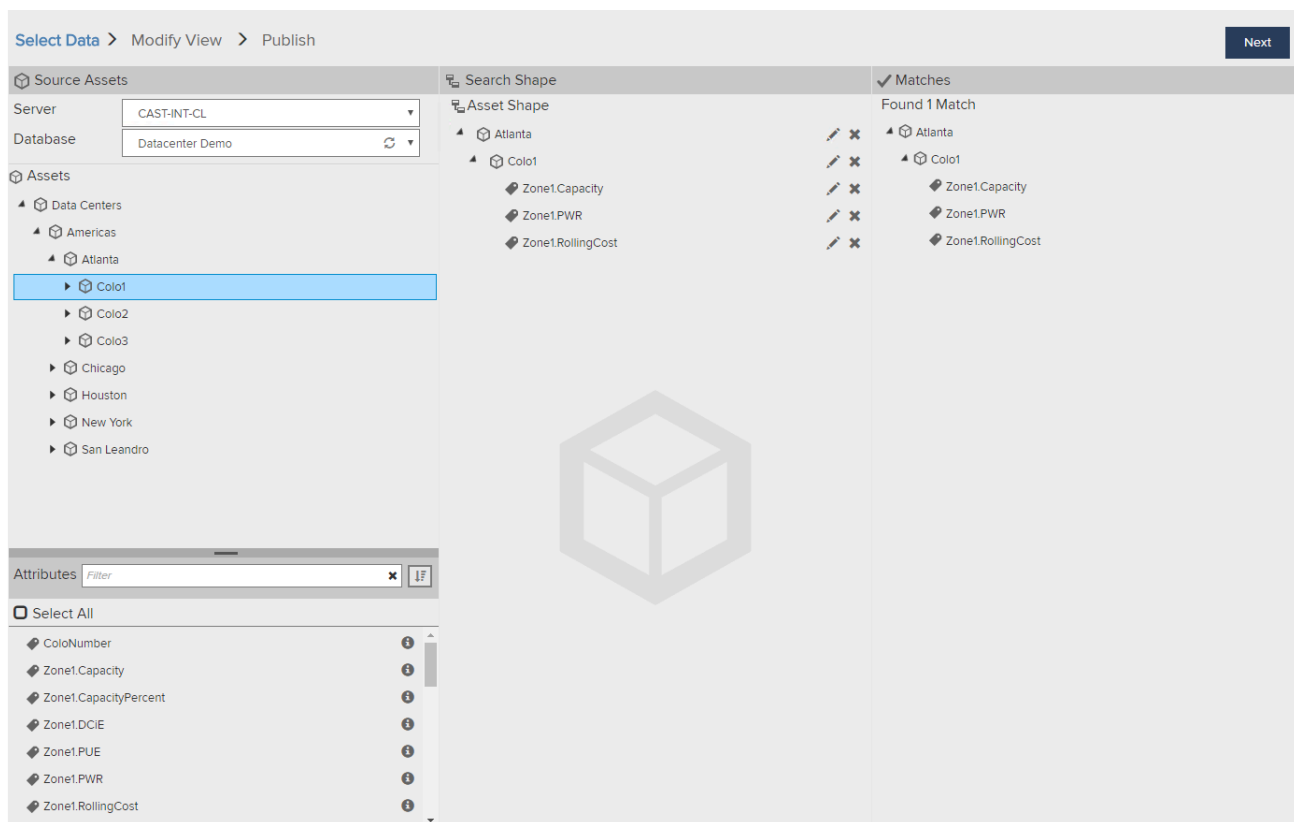 Select Data > Modify View > Publish
Next
Source Assets
Server
CAST-INT-CL
Database
Datacenter Demo
Assets
Data Centers
Americas
Atlanta
Colo1
Colo2
Colo3
Chicago
Houston
New York
San Leandro
Attributes
Filter
Select All
ColoNumber
Zone1.Capacity
Zone1.CapacityPercent
Zone1.DCiE
Zone1.PUE
Zone1.PWR
Zone1.RollingCost
Search Shape
Asset Shape
Atlanta
Colo1
Zone1.Capacity
Zone1.PWR
Zone1.RollingCost
Matches
Found 1 Match
Atlanta
Colo1
Zone1.Capacity
Zone1.PWR
Zone1.RollingCost